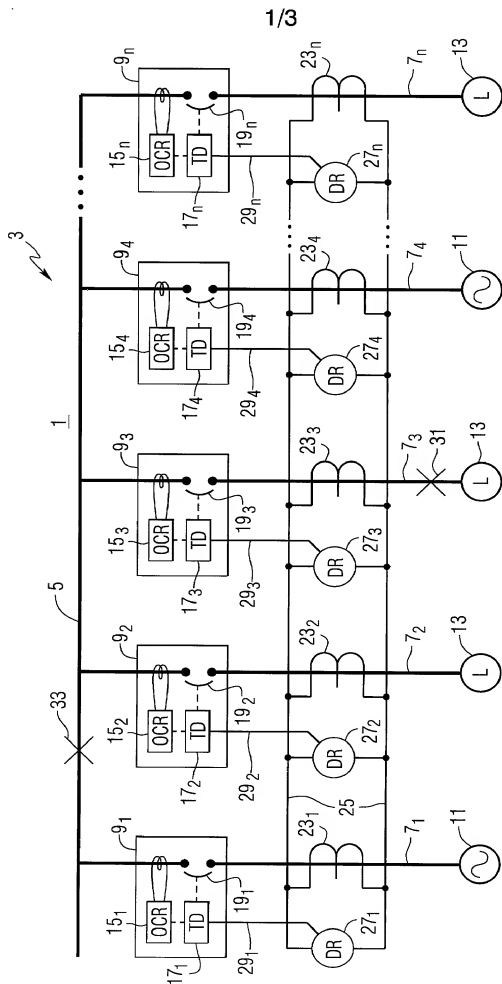 1/3
3
1
5
33
9₁
15₁
OCR
TD
17₁
19₁
29₁
9₂
15₂
OCR
TD
17₂
19₂
29₂
9₃
15₃
OCR
TD
17₃
19₃
29₃
9₄
15₄
OCR
TD
17₄
19₄
29₄
9ₙ
15ₙ
OCR
TD
17ₙ
19ₙ
29ₙ
...
...
...
25
23₁
DR
27₁
7₁
11
23₂
DR
27₂
7₂
13
L
23₃
DR
27₃
7₃
31
13
L
23₄
DR
27₄
7₄
11
23ₙ
DR
27ₙ
7ₙ
13
L